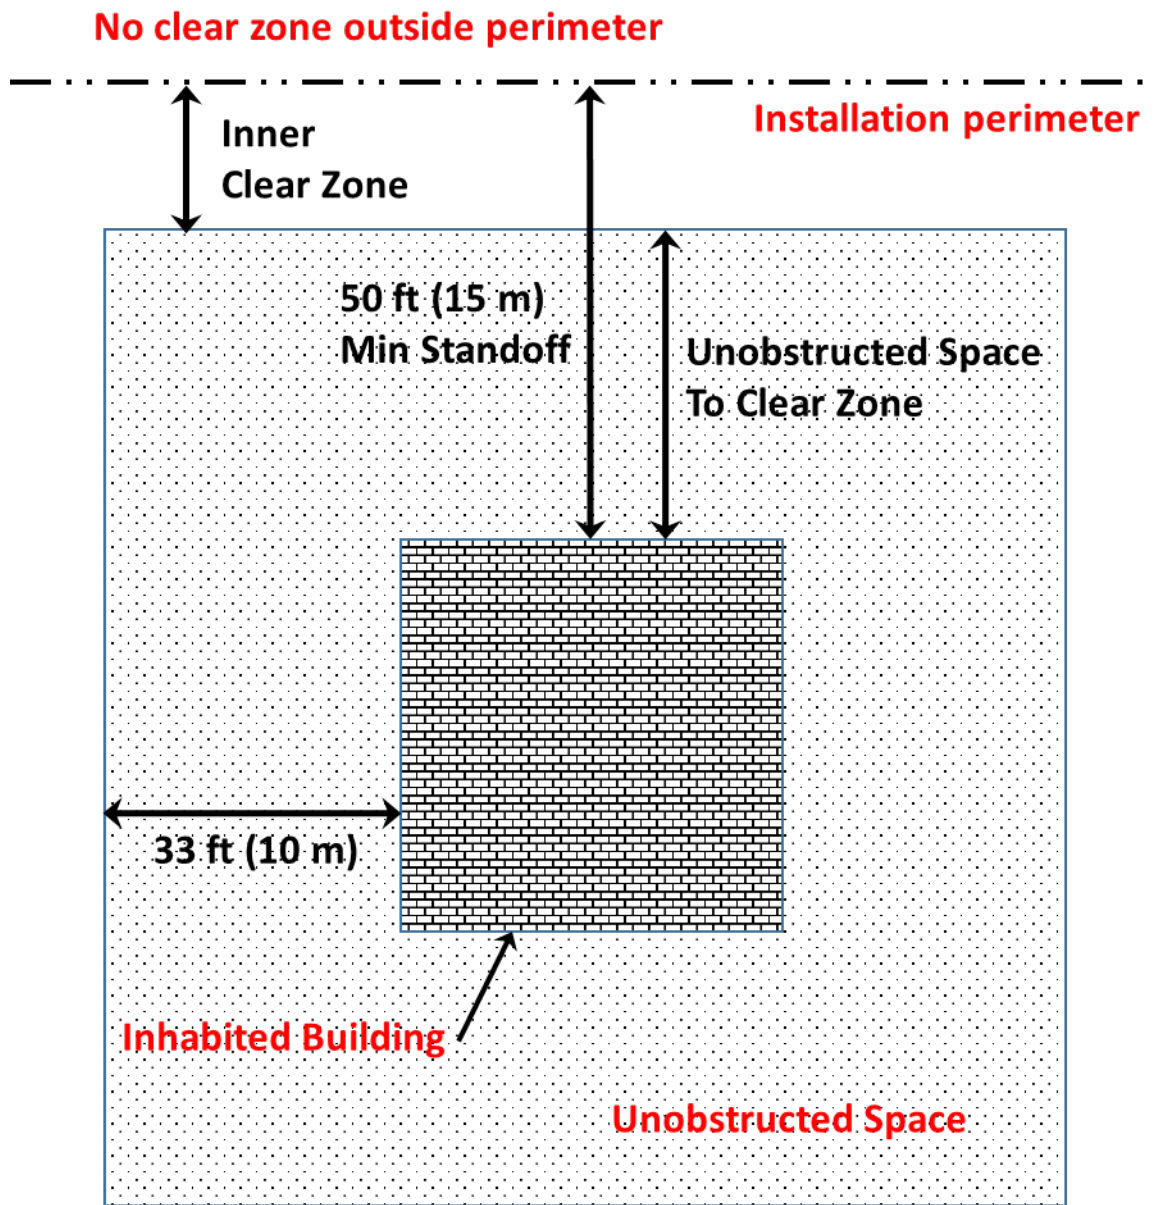 No clear zone outside perimeter
Installation perimeter
Inner
Clear Zone
50 ft (15 m)
Min Standoff
Unobstructed Space
To Clear Zone
33 ft (10 m)
Inhabited Building
Unobstructed Space